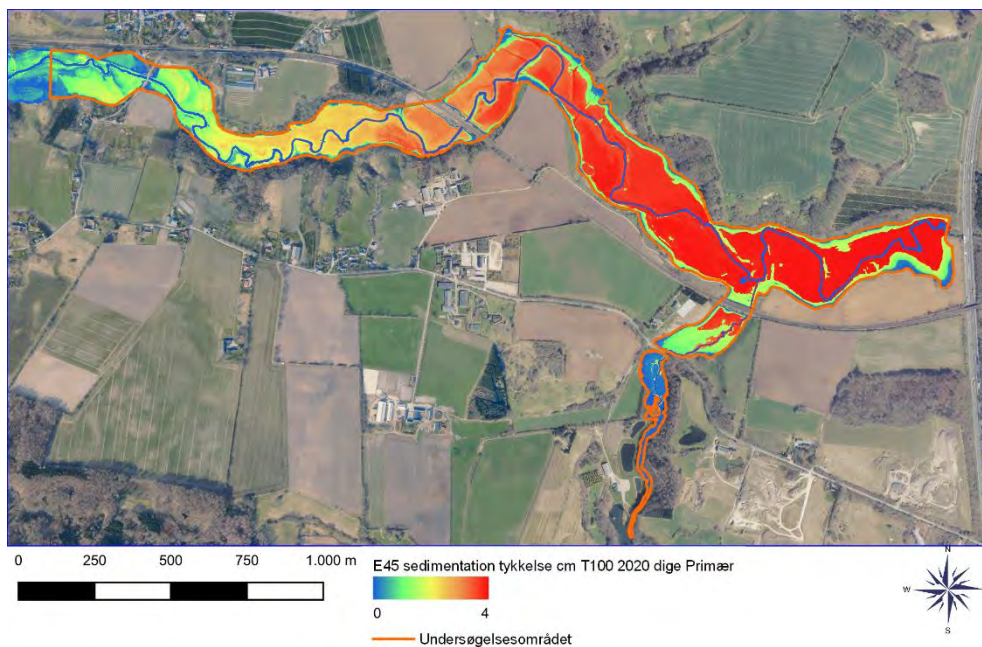 0 250 500 750 1.000 m
E45 sedimentation tykkelse cm T100 2020 dige Primær
0 4
Undersøgelsesområdet
N
W
S